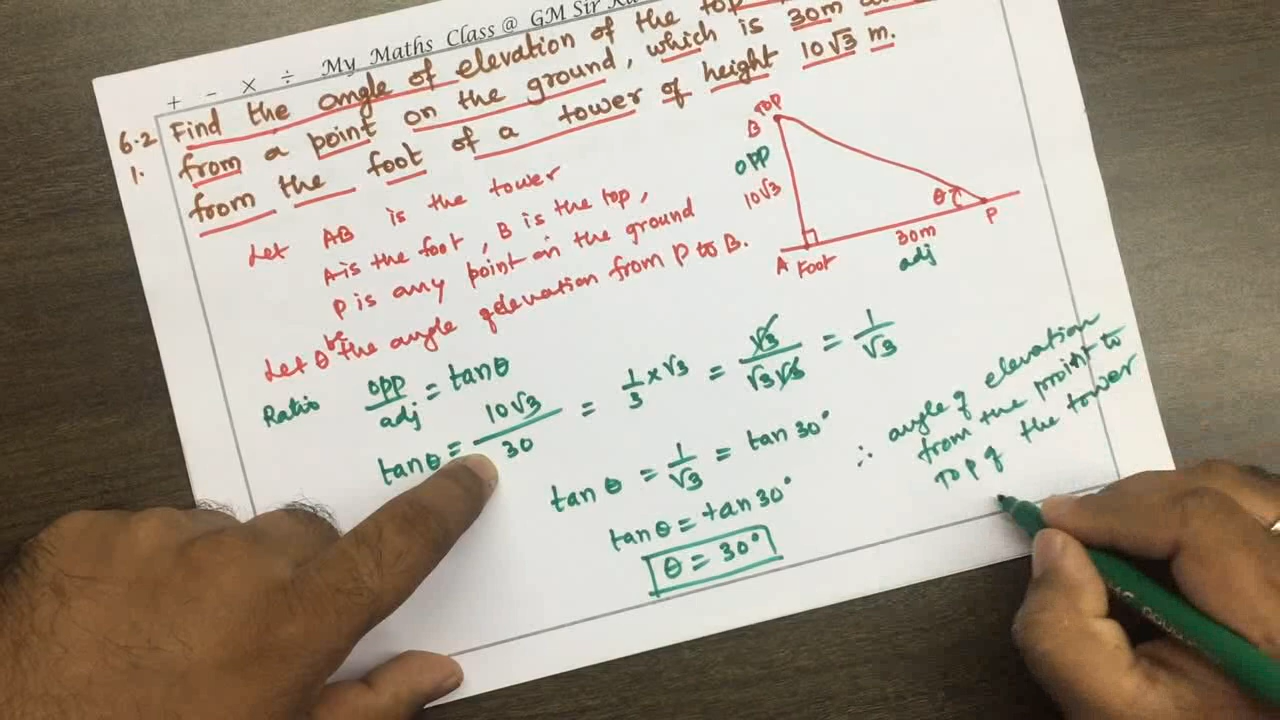 + - × ÷ My Maths Class @ GM Sir
6.2 Find the angle of elevation of the top
1. from a point on the ground, which is 30m
from the foot of a tower of height 10√3 m.
Let AB is the tower
A is the foot, B is the top,
P is any point on the ground
Let θ be the angle of elevation from P to B.
TOP
B
OPP
10√3
θ
P
30m
adj
A Foot
Ratio opp/adj = tanθ
tanθ = 10√3/30 = 1/3 × √3 = √3/√3√3 = 1/√3
tan θ = 1/√3 = tan 30°
tanθ = tan 30°
θ = 30°
∴ angle of elevation
from the point to
top of the tower